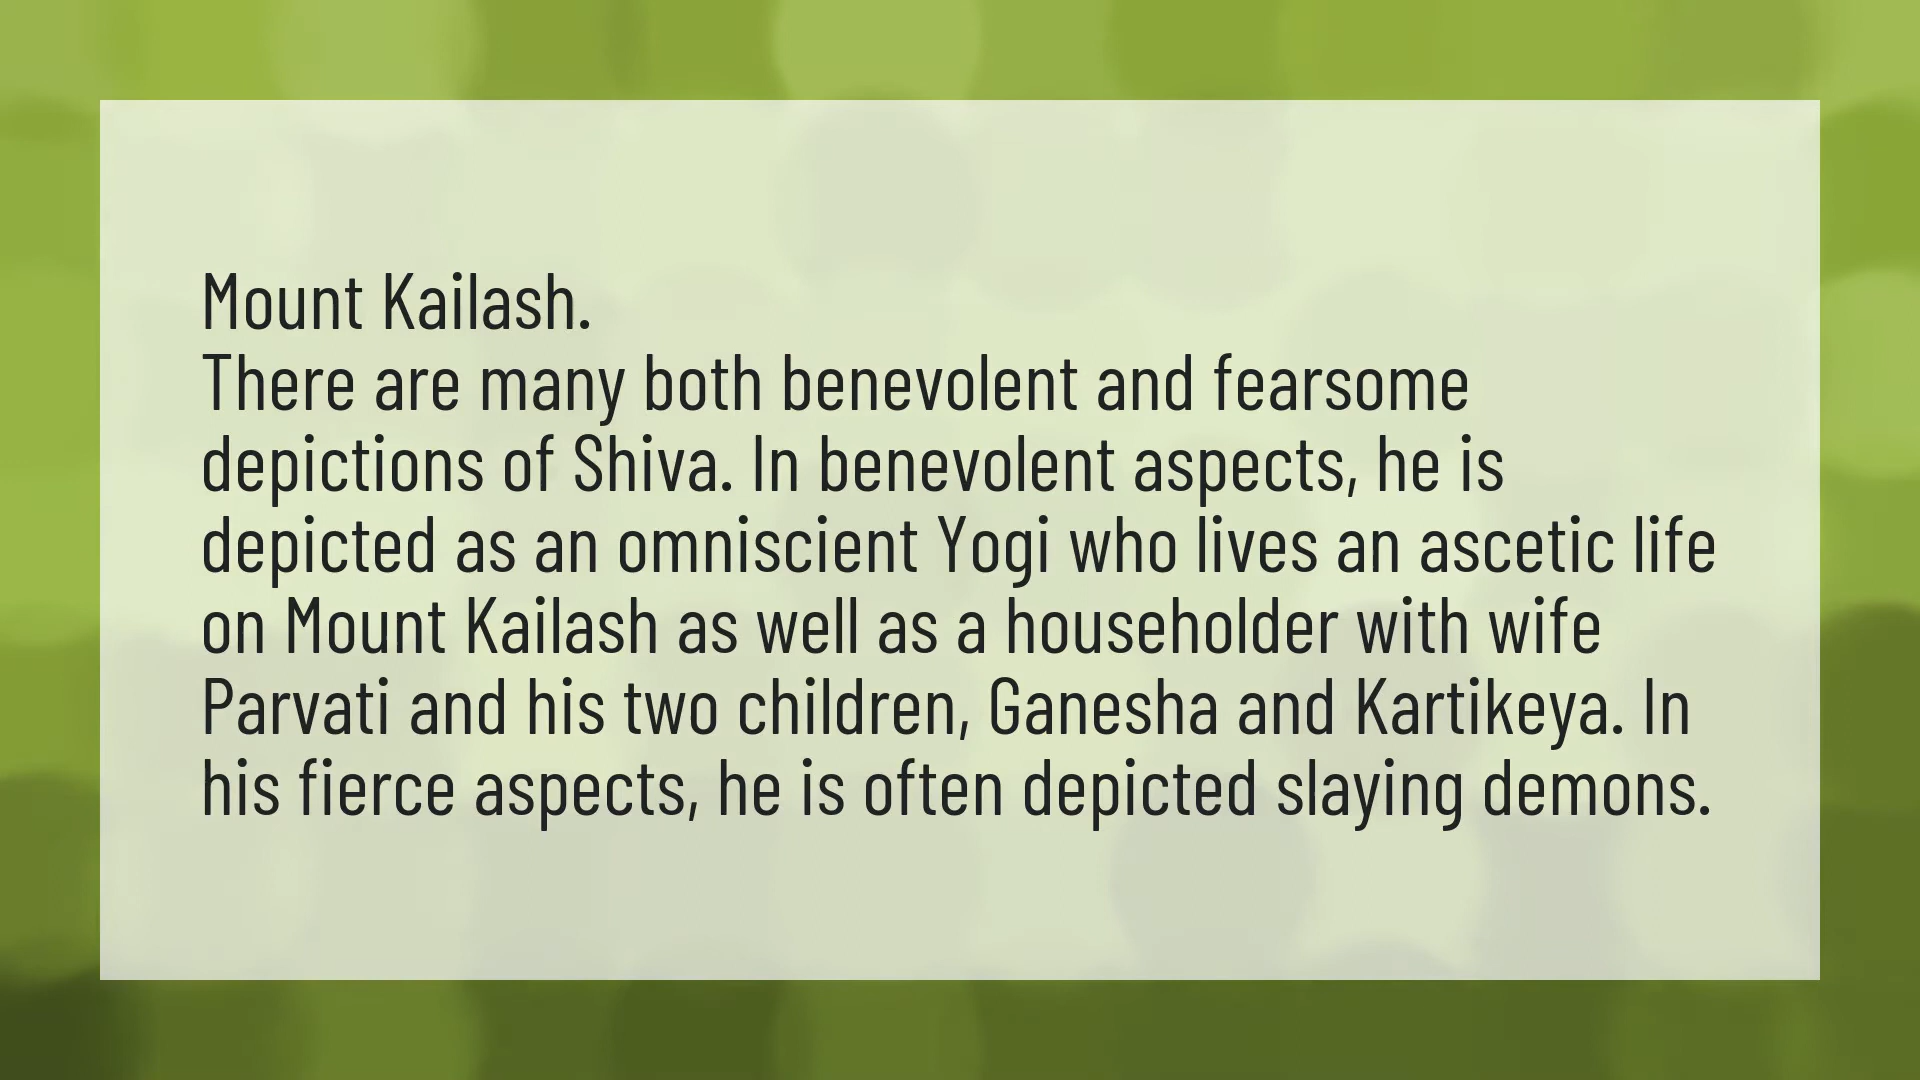 Mount Kailash.
There are many both benevolent and fearsome
depictions of Shiva. In benevolent aspects, he is
depicted as an omniscient Yogi who lives an ascetic life
on Mount Kailash as well as a householder with wife
Parvati and his two children, Ganesha and Kartikeya. In
his fierce aspects, he is often depicted slaying demons.